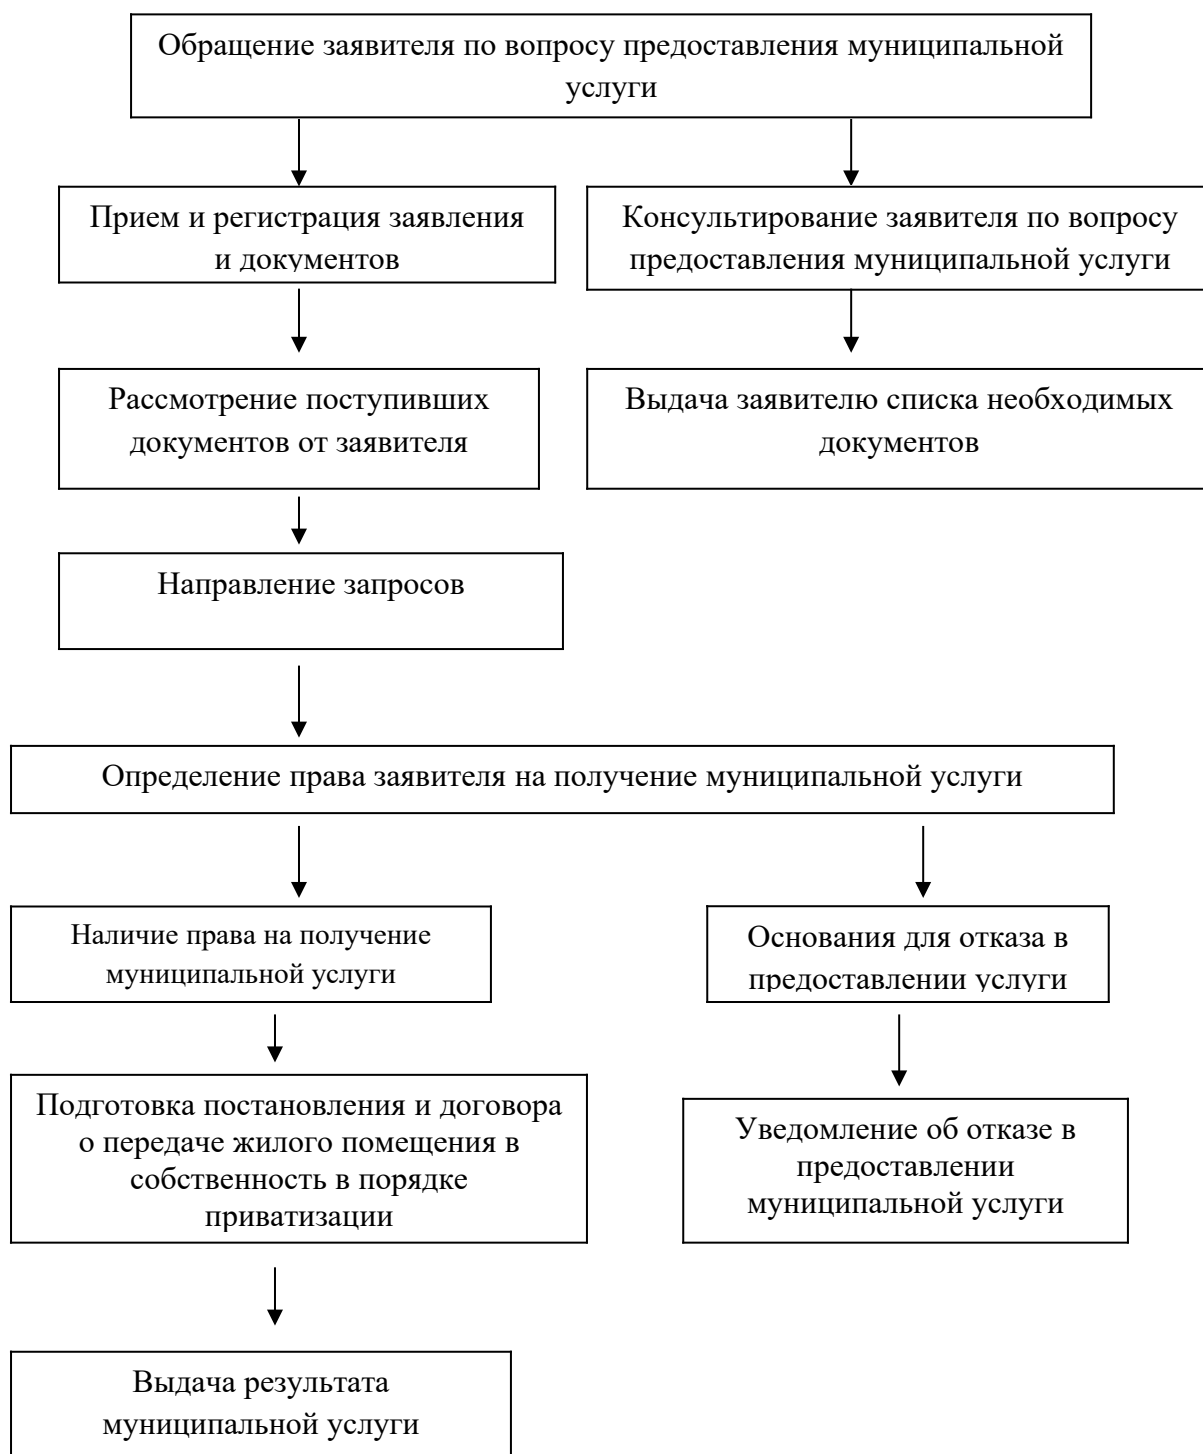 Обращение заявителя по вопросу предоставления муниципальной
услуги
Прием и регистрация заявления
и документов
Консультирование заявителя по вопросу
предоставления муниципальной услуги
Рассмотрение поступивших
документов от заявителя
Выдача заявителю списка необходимых
документов
Направление запросов
Определение права заявителя на получение муниципальной услуги
Наличие права на получение
муниципальной услуги
Основания для отказа в
предоставлении услуги
Подготовка постановления и договора
о передаче жилого помещения в
собственность в порядке
приватизации
Уведомление об отказе в
предоставлении
муниципальной услуги
Выдача результата
муниципальной услуги